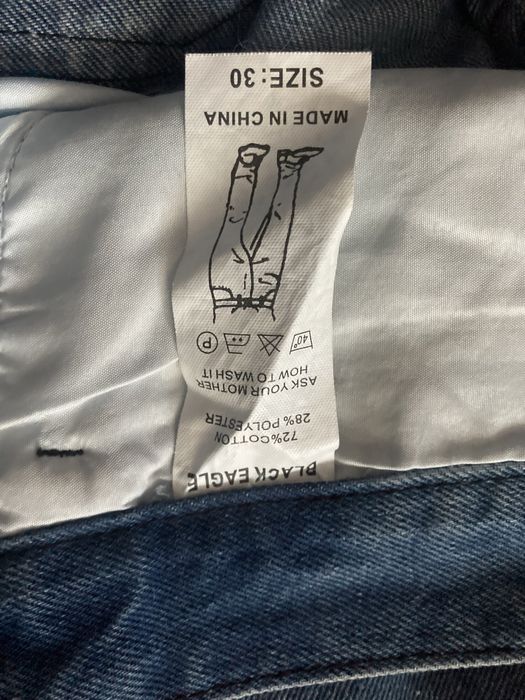 BLACK EAGLE
72% COTTON
28% POLYESTER
ASK YOUR MOTHER
HOW TO WASH IT
40°
P
MADE IN CHINA
SIZE: 30